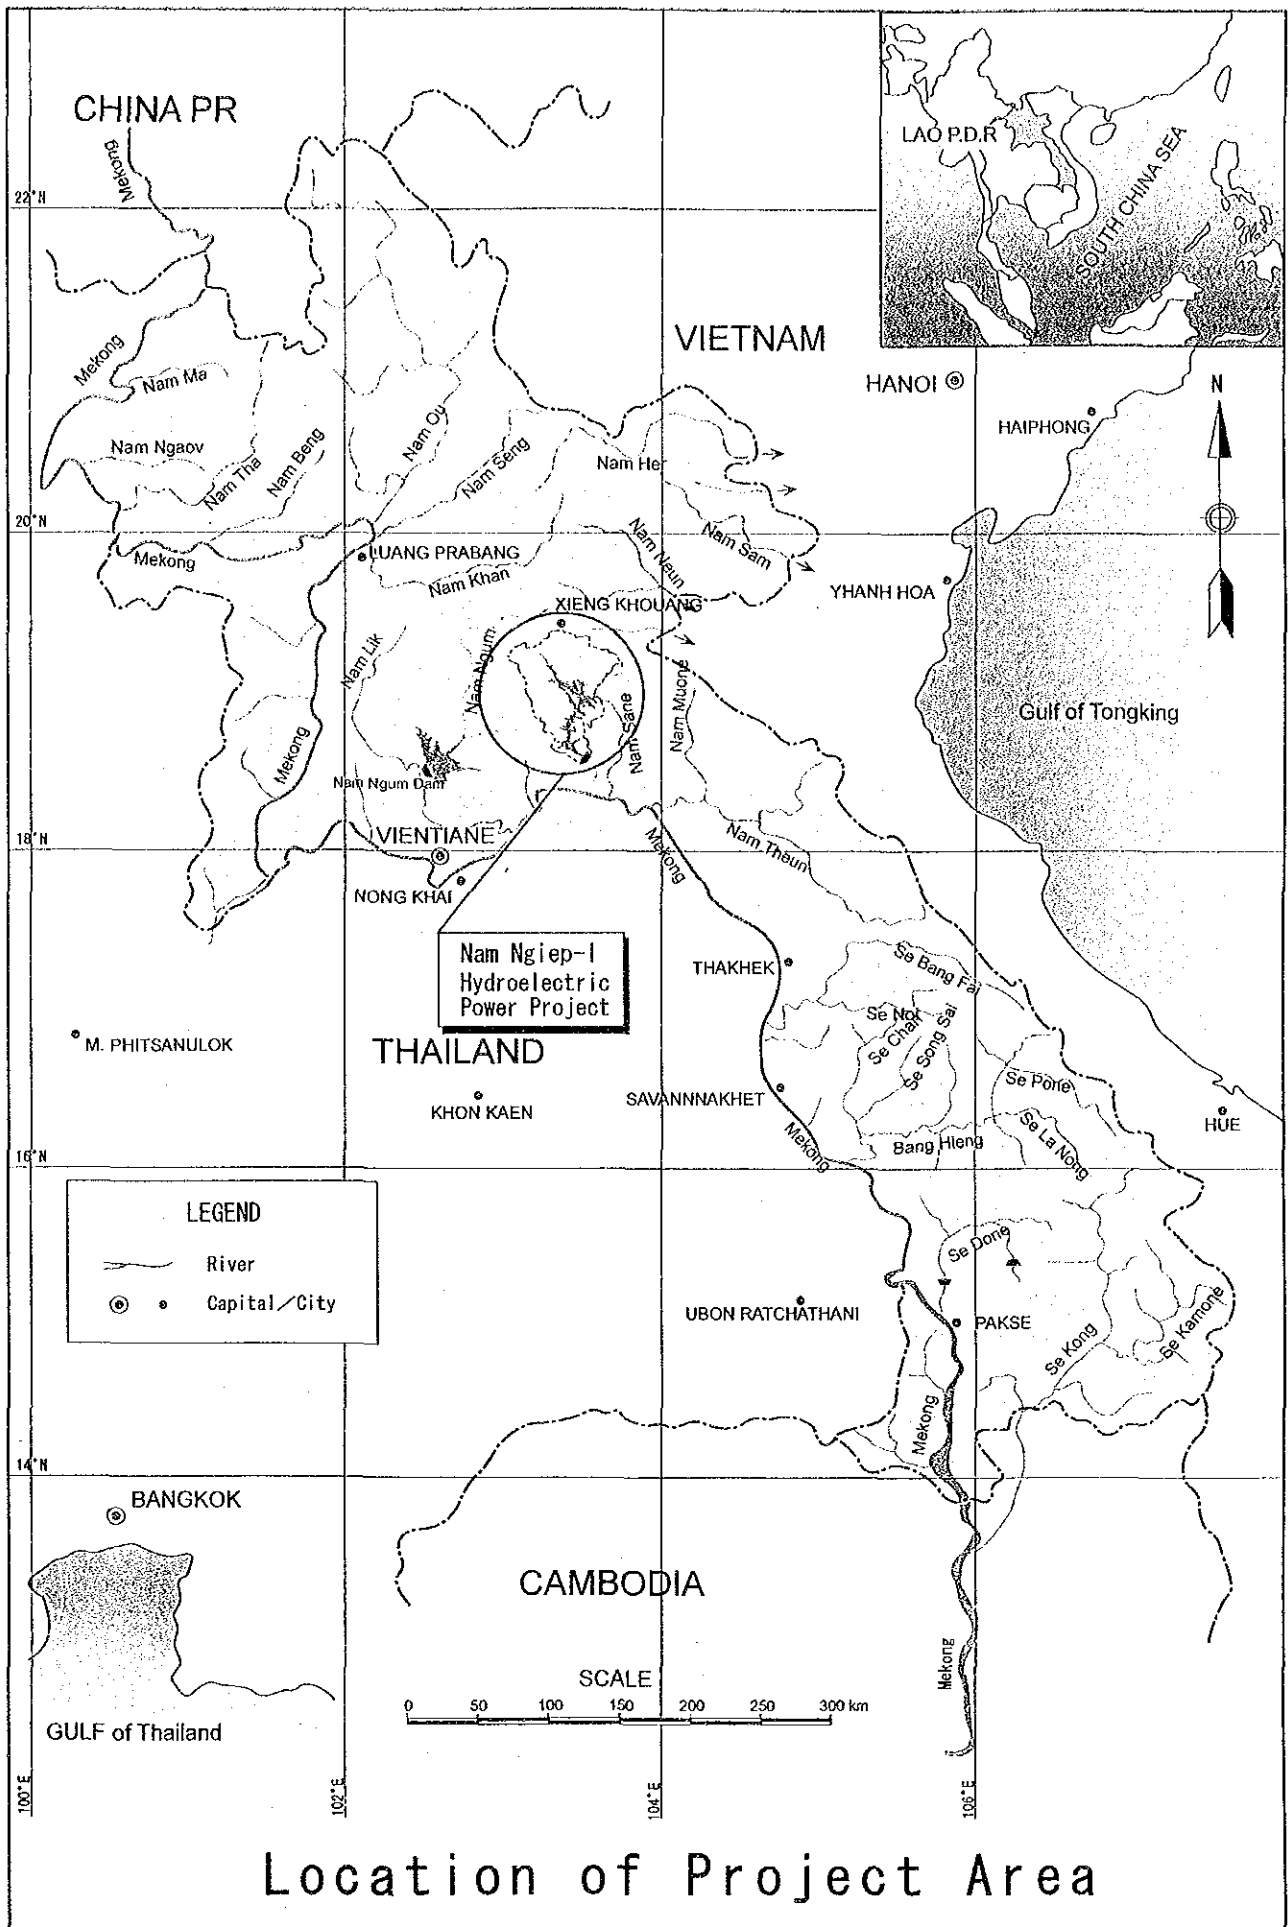 CHINA PR
Mekong
22°N
LAO P.D.R
SOUTH CHINA SEA
VIETNAM
Mekong
Nam Ma
HANOI
N
HAIPHONG
Nam Ou
Nam Ngaov
Nam Tha
Nam Beng
Nam Seng
Nam Her
20°N
Mekong
LUANG PRABANG
Nam Khan
Nam Neun
Nam Sam
YHANH HOA
XIENG KHOUANG
Nam Lik
Nam Ngum
Nam Sane
Nam Muone
Gulf of Tongking
Mekong
Nam Ngum Dam
18°N
VIENTIANE
Mekong
Nam Theun
NONG KHAI
Nam Ngiep-I
Hydroelectric
Power Project
THAKHEK
Se Bang Fai
Se Noi
Se Cham
Se Song Sai
M. PHITSANULOK
THAILAND
Se Pone
KHON KAEN
SAVANNNAKHET
HUE
Mekong
Bang Hieng
Se La Nong
16°N
LEGEND
River
Capital/City
Se Done
UBON RATCHATHANI
PAKSE
Se Kong
Se Kamone
Mekong
14°N
BANGKOK
CAMBODIA
Mekong
SCALE
0 50 100 150 200 250 300 km
GULF of Thailand
100°E
102°E
104°E
106°E
Location of Project Area